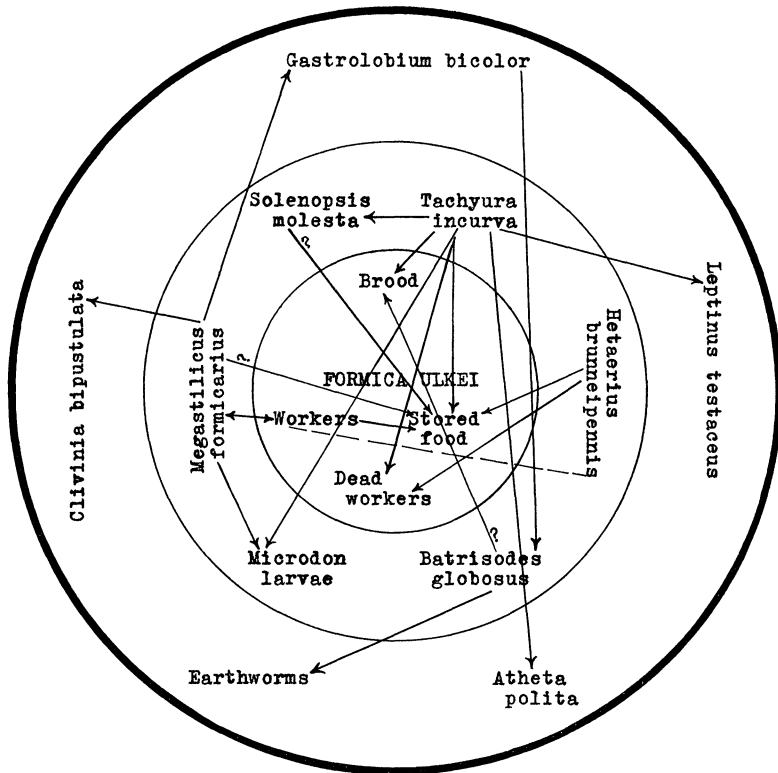 Gastrolobium bicolor
Solenopsis
molesta
Tachyura
incurva
?
Brood
Clivinia bipustulata
Megastilicus
formicarius
?
FORMICA ULKEI
Workers
Stored
food
Dead
workers
Hetaerius
brunneipennis
Leptinus testaceus
?
Microdon
larvae
Batrisodes
globosus
Earthworms
Atheta
polita